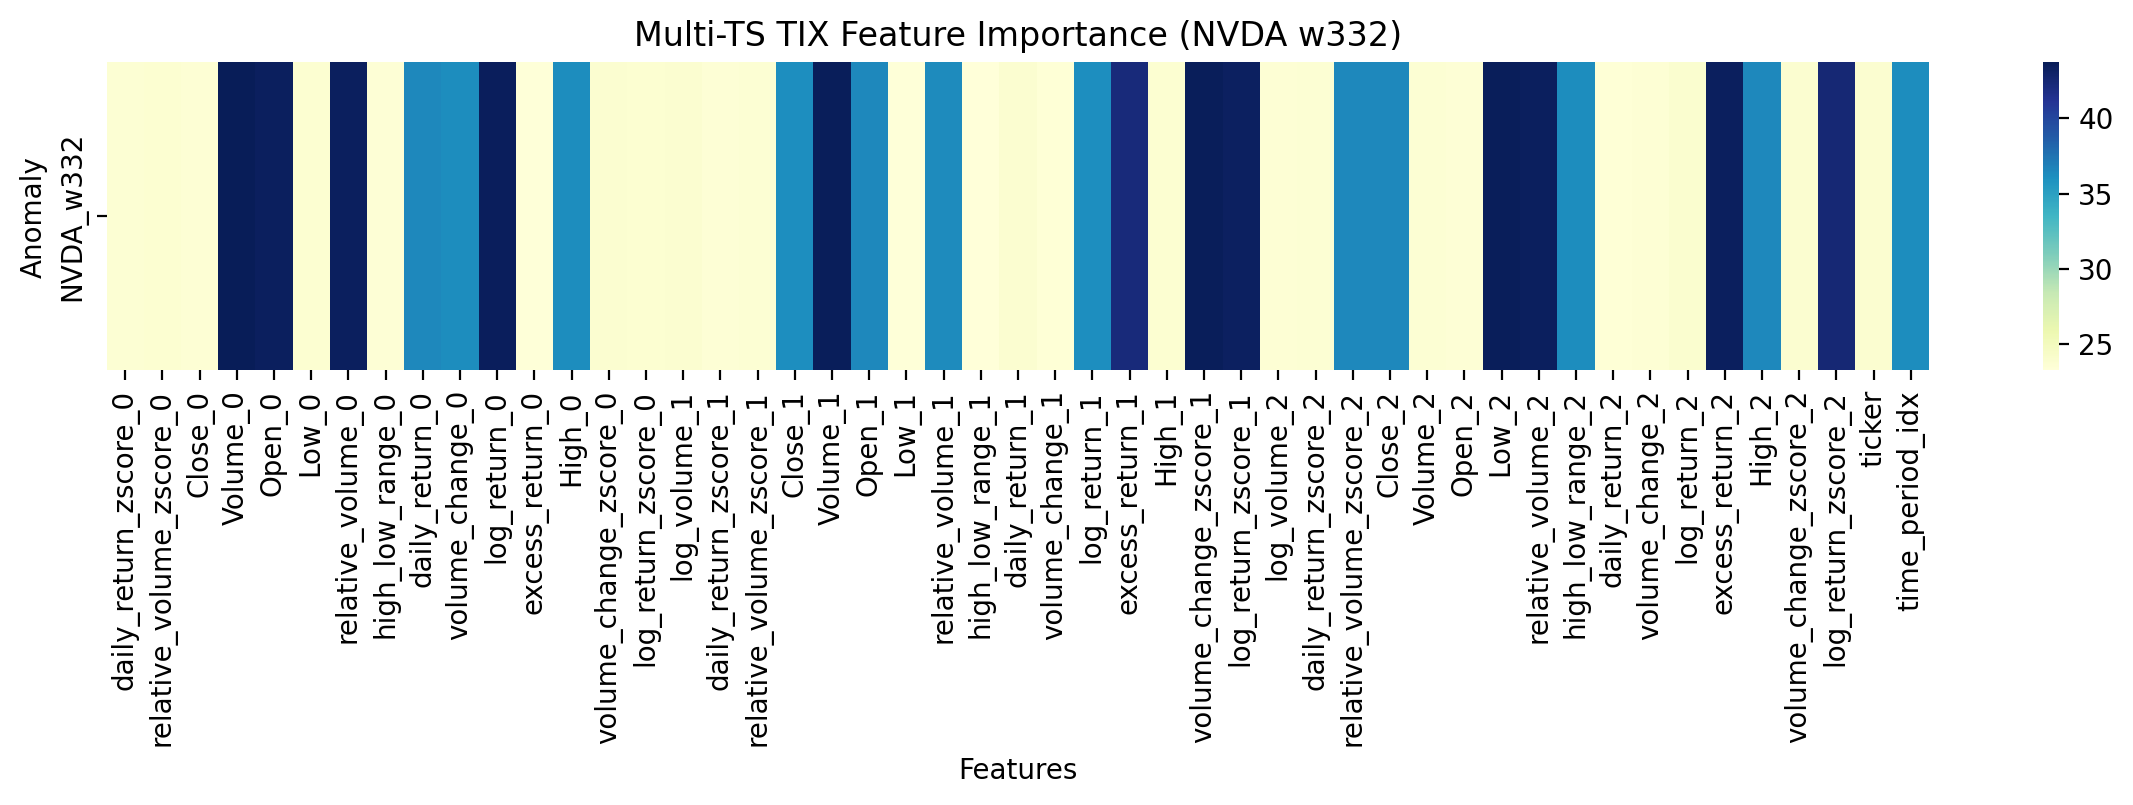 Multi-TS TIX Feature Importance (NVDA w332)
Anomaly
NVDA_w332
40
35
30
25
daily_return_zscore_0
relative_volume_zscore_0
Close_0
Volume_0
Open_0
Low_0
relative_volume_0
high_low_range_0
daily_return_0
volume_change_0
log_return_0
excess_return_0
High_0
volume_change_zscore_0
log_return_zscore_0
log_volume_1
daily_return_zscore_1
relative_volume_zscore_1
Close_1
Volume_1
Open_1
Low_1
relative_volume_1
high_low_range_1
daily_return_1
volume_change_1
log_return_1
excess_return_1
High_1
volume_change_zscore_1
log_return_zscore_1
log_volume_2
daily_return_zscore_2
relative_volume_zscore_2
Close_2
Volume_2
Open_2
Low_2
relative_volume_2
high_low_range_2
daily_return_2
volume_change_2
log_return_2
excess_return_2
High_2
volume_change_zscore_2
log_return_zscore_2
ticker
time_period_idx
Features